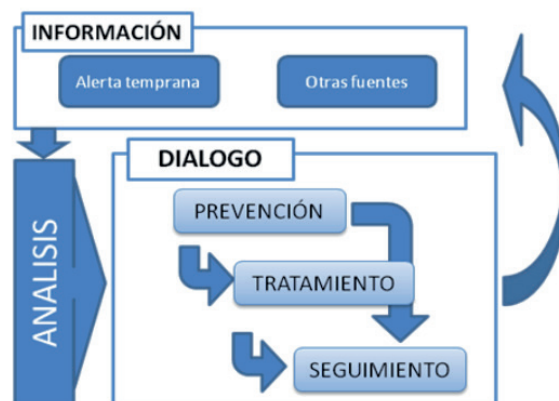 INFORMACIÓN
Alerta temprana
Otras fuentes
DIALOGO
PREVENCIÓN
TRATAMIENTO
SEGUIMIENTO
ANALISIS